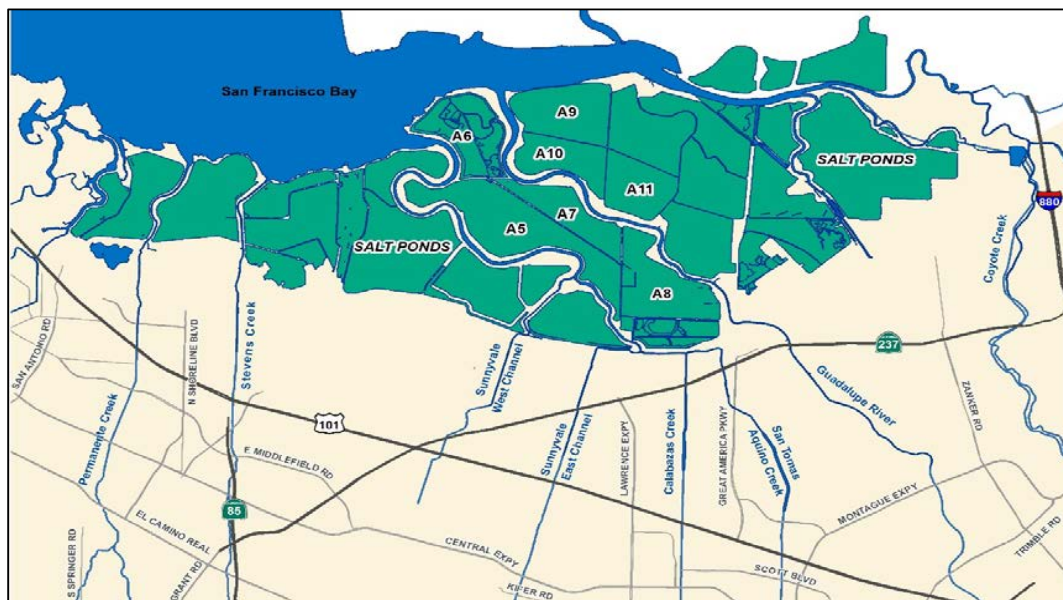 San Francisco Bay
A9
A6
A10
SALT PONDS
A11
880
A7
A5
SALT PONDS
Coyote Creek
A8
237
SAN ANTONIO RD
N SHORELINE BLVD
Stevens Creek
Sunnyvale
West Channel
Guadalupe River
ZANKER RD
101
Permanente Creek
E MIDDLEFIELD RD
Sunnyvale
East Channel
LAWRENCE EXPY
Calabazas Creek
GREAT AMERICA PKWY
San Tomas
Aquino Creek
MONTAGUE EXPY
85
EL CAMINO REAL
CENTRAL EXPY
TRIMBLE RD
S SPRINGER RD
GRANT RD
KIFER RD
SCOTT BLVD